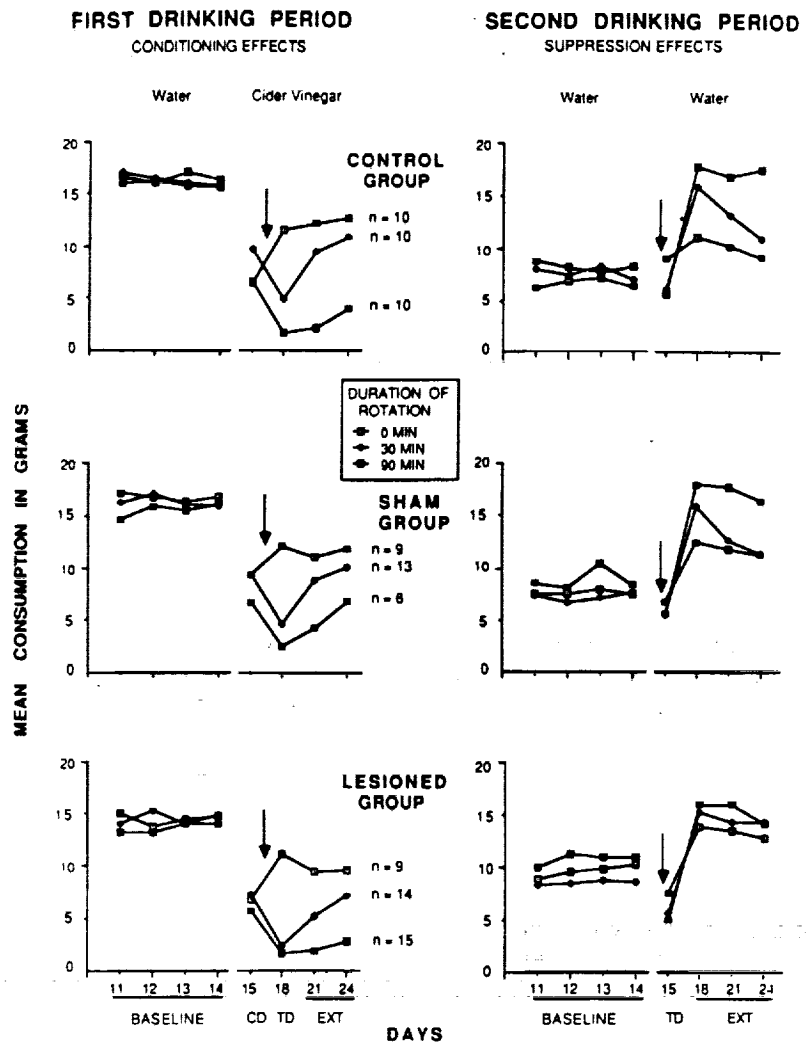 FIRST DRINKING PERIOD
CONDITIONING EFFECTS
SECOND DRINKING PERIOD
SUPPRESSION EFFECTS
Water
Cider Vinegar
Water
Water
20
15
10
5
0
CONTROL
GROUP
n = 10
n = 10
n = 10
20
15
10
5
0
DURATION OF
ROTATION
0 MIN
30 MIN
90 MIN
MEAN CONSUMPTION IN GRAMS
20
15
10
5
0
SHAM
GROUP
n = 9
n = 13
n = 6
20
15
10
5
0
20
15
10
5
0
LESIONED
GROUP
n = 9
n = 14
n = 15
20
15
10
5
0
11 12 13 14 15 18 21 24
BASELINE CD TD EXT
11 12 13 14 15 18 21 24
BASELINE TD EXT
DAYS